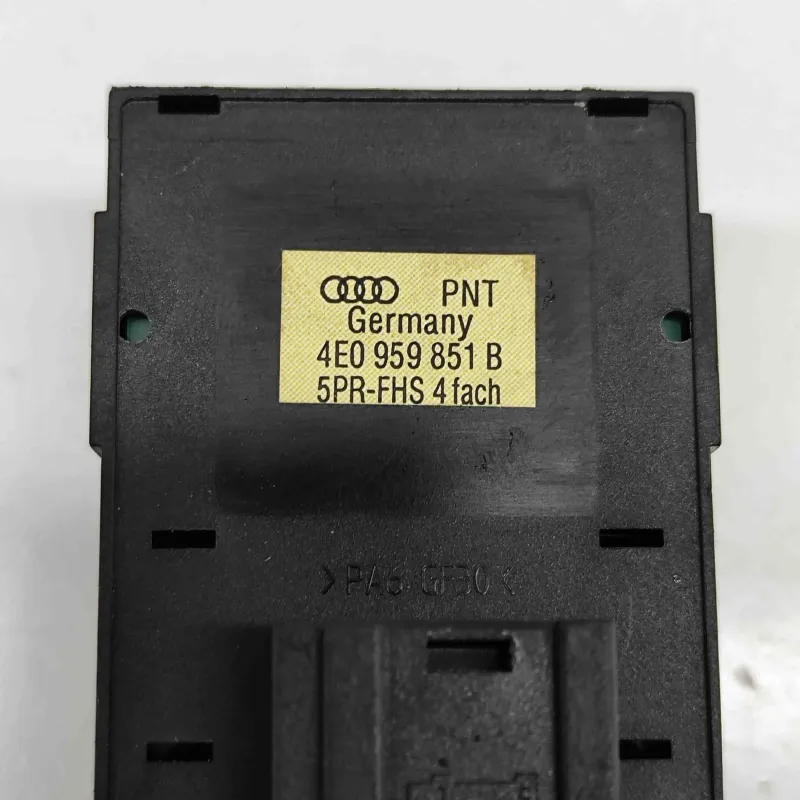 PNT
Germany
4E0 959 851 B
5PR-FHS 4fach
>PA6 GF30<